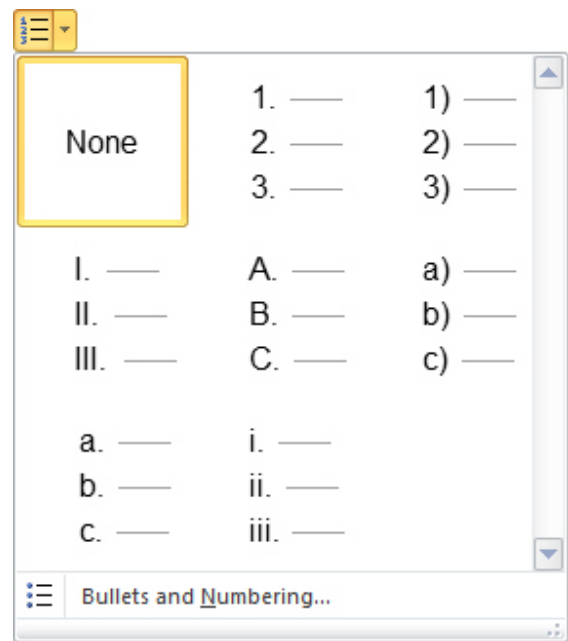 None
1.
2.
3.
1)
2)
3)
I.
II.
III.
A.
B.
C.
a)
b)
c)
a.
b.
c.
i.
ii.
iii.
Bullets and Numbering...